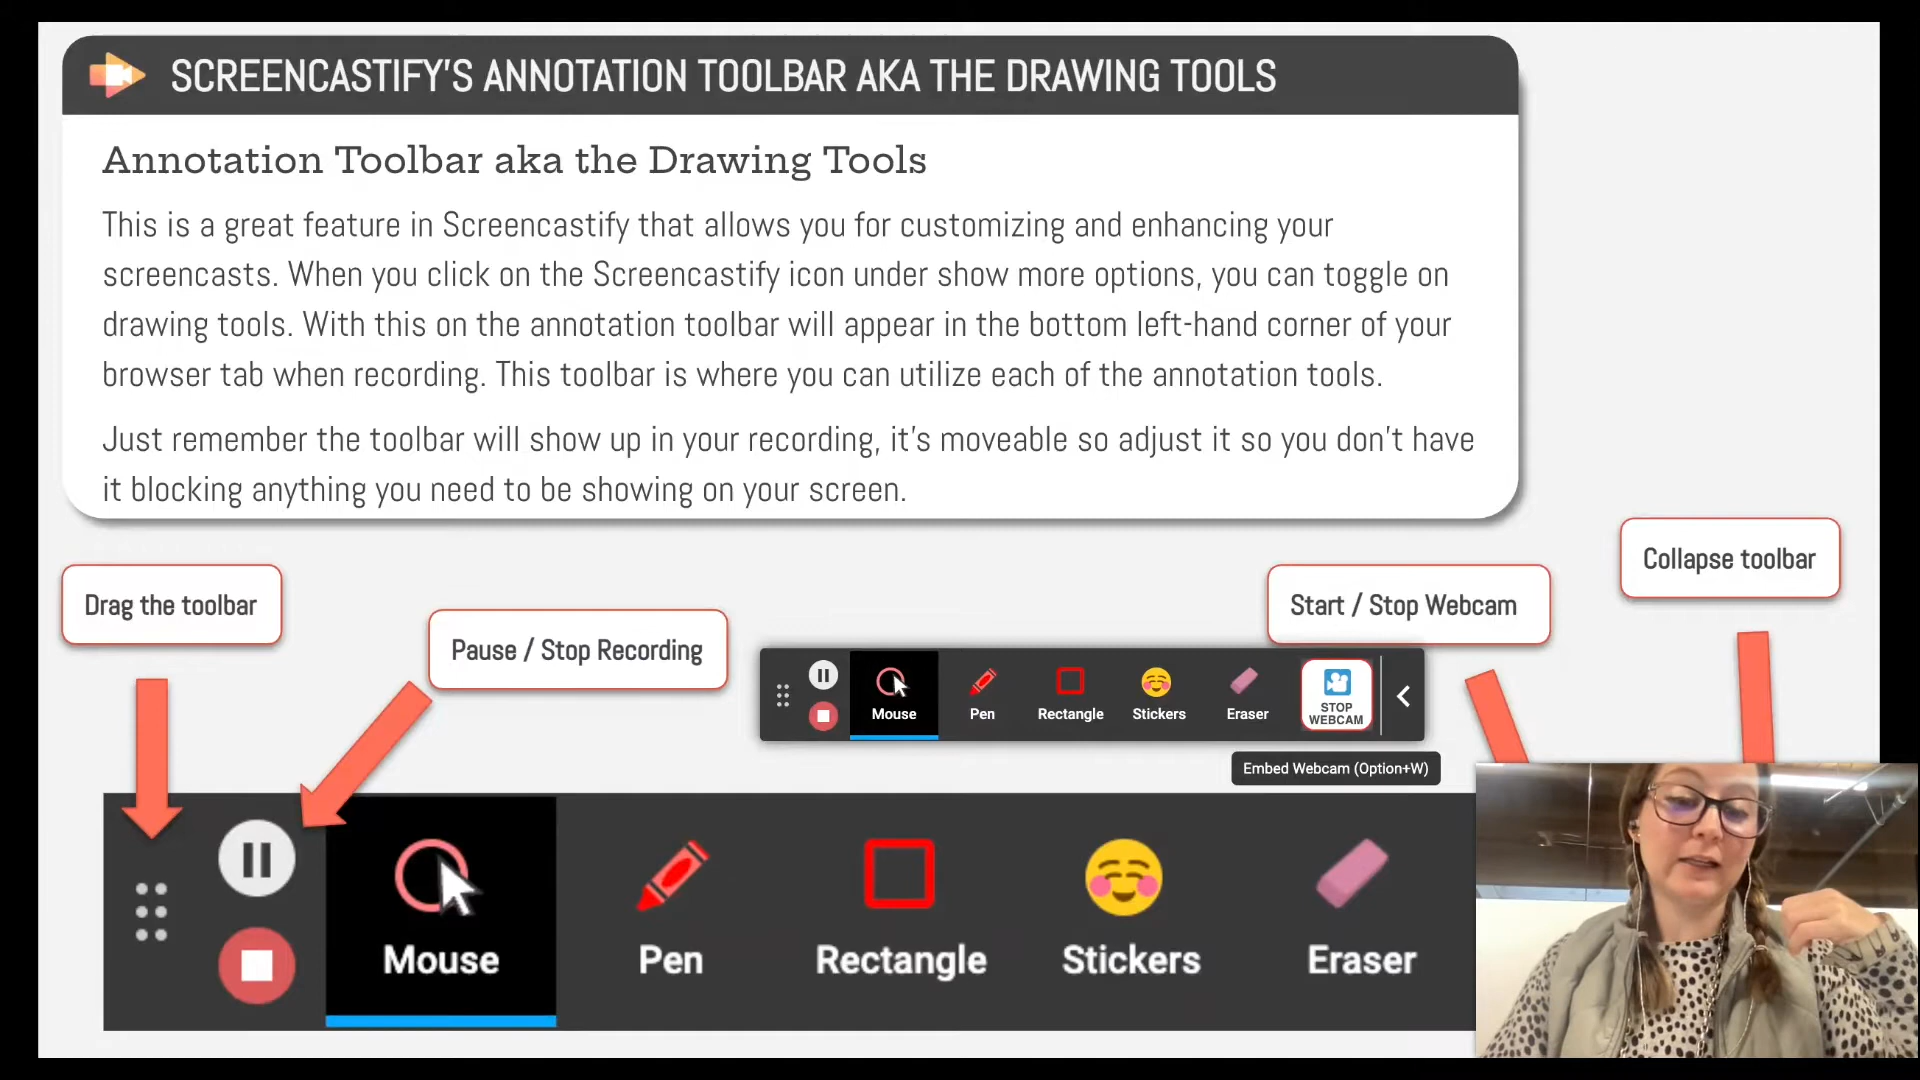 SCREENCASTIFY'S ANNOTATION TOOLBAR AKA THE DRAWING TOOLS
Annotation Toolbar aka the Drawing Tools
This is a great feature in Screencastify that allows you for customizing and enhancing your
screencasts. When you click on the Screencastify icon under show more options, you can toggle on
drawing tools. With this on the annotation toolbar will appear in the bottom left-hand corner of your
browser tab when recording. This toolbar is where you can utilize each of the annotation tools.
Just remember the toolbar will show up in your recording, it's moveable so adjust it so you don't have
it blocking anything you need to be showing on your screen.
Collapse toolbar
Drag the toolbar
Start / Stop Webcam
Pause / Stop Recording
Mouse
Pen
Rectangle
Stickers
Eraser
STOP
WEBCAM
Embed Webcam (Option+W)
Mouse
Pen
Rectangle
Stickers
Eraser